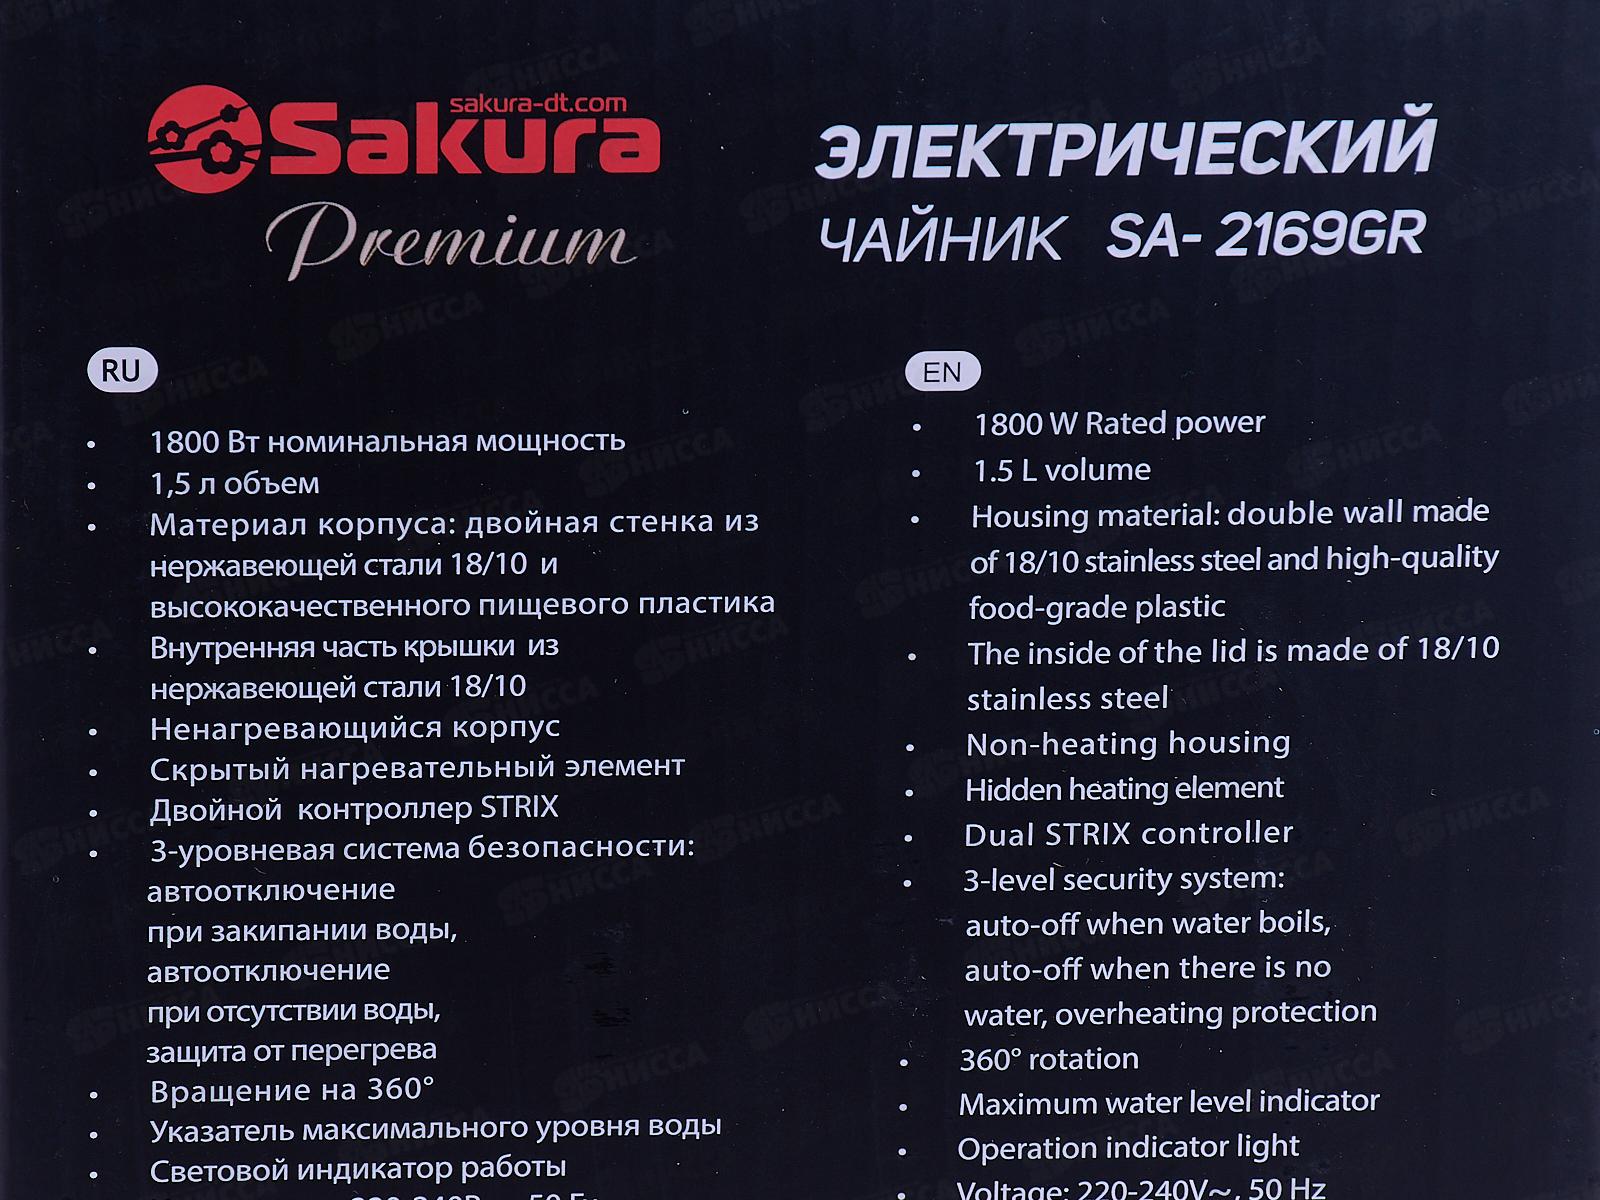 sakura-dt.com
Sakura
Premium
ЭЛЕКТРИЧЕСКИЙ
ЧАЙНИК SA- 2169GR
RU
• 1800 Вт номинальная мощность
• 1,5 л объем
• Материал корпуса: двойная стенка из
нержавеющей стали 18/10 и
высококачественного пищевого пластика
• Внутренняя часть крышки из
нержавеющей стали 18/10
• Ненагревающийся корпус
• Скрытый нагревательный элемент
• Двойной контроллер STRIX
• 3-уровневая система безопасности:
автоотключение
при закипании воды,
автоотключение
при отсутствии воды,
защита от перегрева
• Вращение на 360°
• Указатель максимального уровня воды
• Световой индикатор работы
EN
• 1800 W Rated power
• 1.5 L volume
• Housing material: double wall made
of 18/10 stainless steel and high-quality
food-grade plastic
• The inside of the lid is made of 18/10
stainless steel
• Non-heating housing
• Hidden heating element
• Dual STRIX controller
• 3-level security system:
auto-off when water boils,
auto-off when there is no
water, overheating protection
• 360° rotation
• Maximum water level indicator
• Operation indicator light
• Voltage: 220-240V~, 50 Hz
НИССА